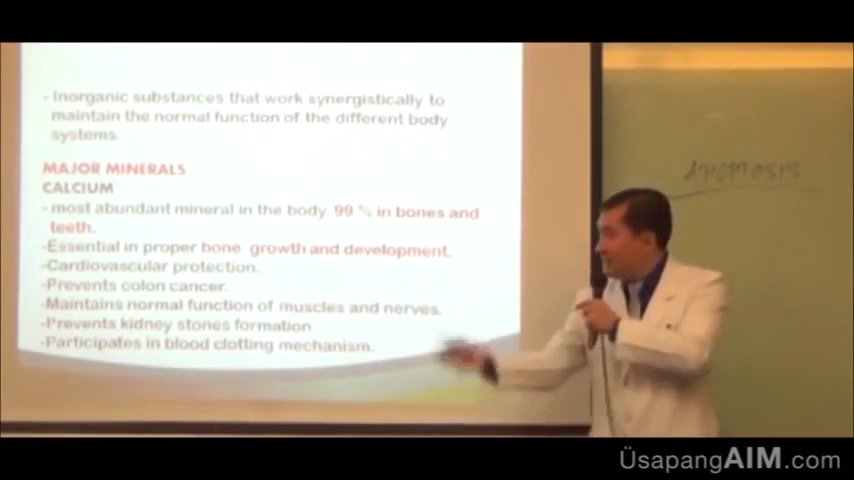 - Inorganic substances that work synergistically to
maintain the normal function of the different body
systems.
MAJOR MINERALS
CALCIUM
- most abundant mineral in the body. 99 % in bones and
teeth.
-Essential in proper bone growth and development.
-Cardiovascular protection.
-Prevents colon cancer.
-Maintains normal function of muscles and nerves.
-Prevents kidney stones formation.
-Participates in blood clotting mechanism.
APOPTOSIS
ÜsapangAIM.com